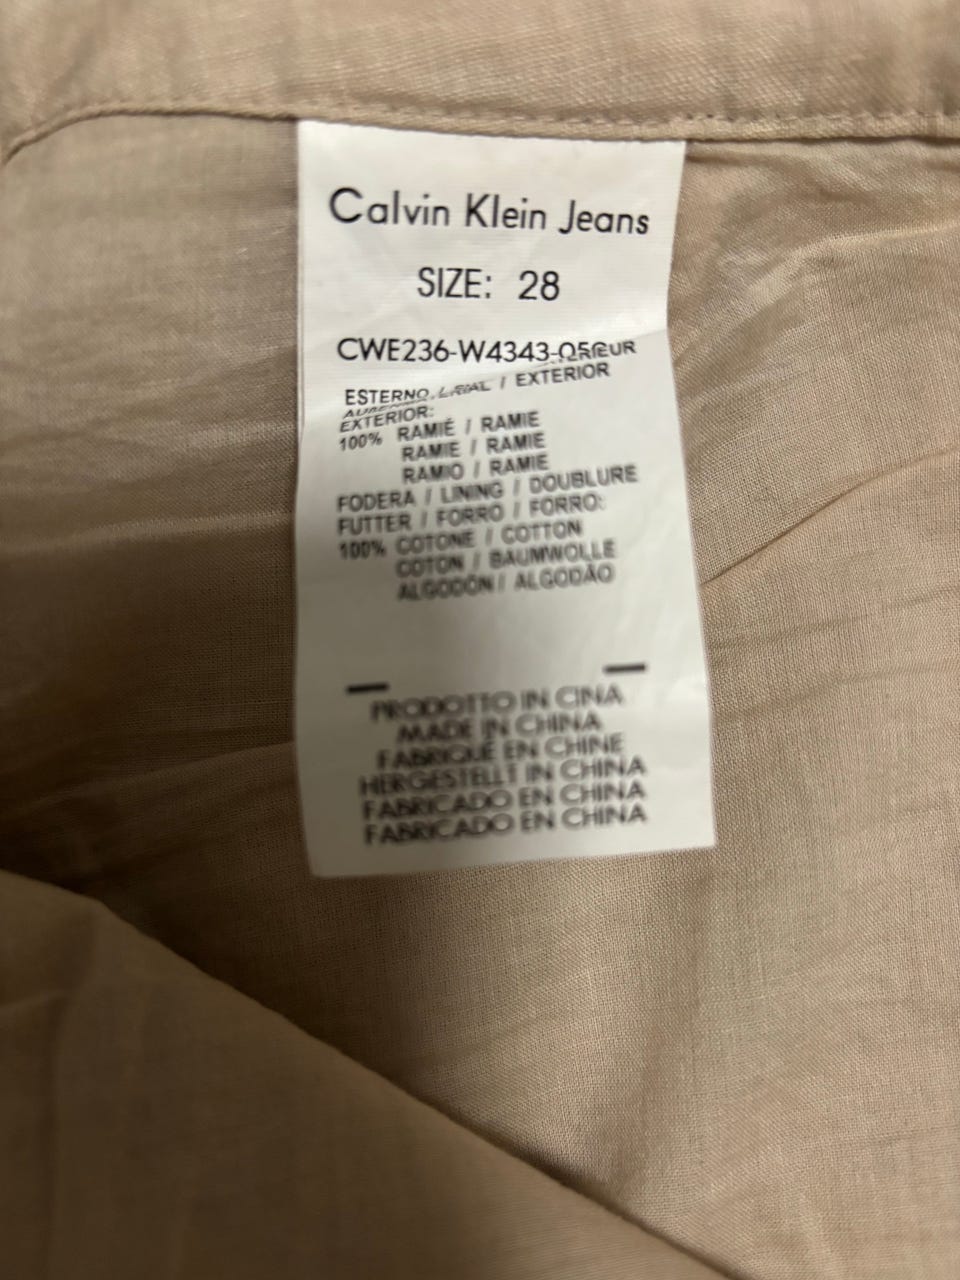 Calvin Klein Jeans
SIZE: 28
CWE236-W4343-
ESTERNO / EXTERIOR
EXTERIOR:
100% RAMIÉ / RAMIE
RAMIE / RAMIE
RAMIO / RAMIE
FODERA / LINING / DOUBLURE
FUTTER / FORRO / FORRO:
100% COTONE / COTTON
COTON / BAUMWOLLE
ALGODÓN / ALGODÃO
PRODOTTO IN CINA
MADE IN CHINA
FABRIQUÉ EN CHINE
HERGESTELLT IN CHINA
FABRICADO EN CHINA
FABRICADO EN CHINA